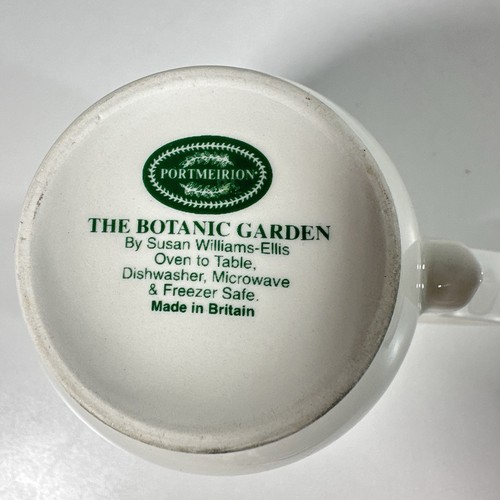 PORTMEIRION®
THE BOTANIC GARDEN
By Susan Williams-Ellis
Oven to Table,
Dishwasher, Microwave
& Freezer Safe.
Made in Britain